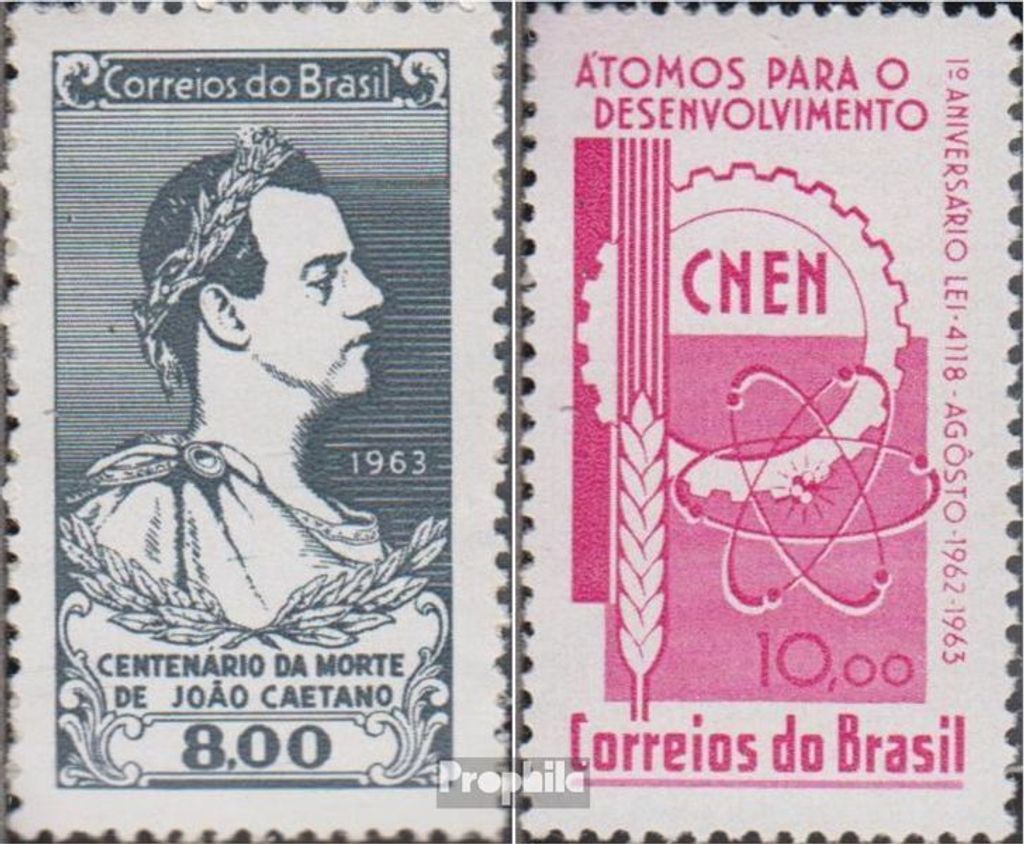 Correios do Brasil
1963
CENTENÁRIO DA MORTE
DE JOÃO CAETANO
8,00
ÁTOMOS PARA O
DESENVOLVIMENTO
1º ANIVERSÁRIO LEI-4118-AGÔSTO-1962-1963
CNEN
10,00
Correios do Brasil
Prophila